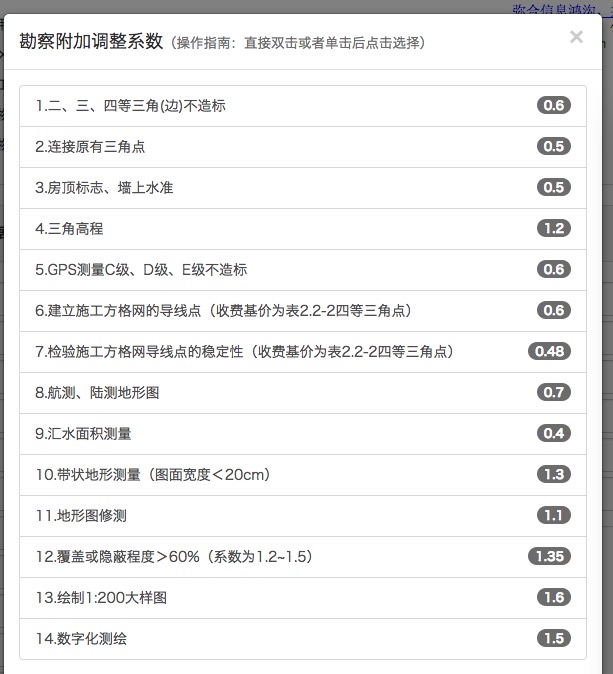 弥合信息鸿沟、
勘察附加调整系数（操作指南：直接双击或者单击后点击选择） ×
1.二、三、四等三角(边)不造标 0.6
2.连接原有三角点 0.5
3.房顶标志、墙上水准 0.5
4.三角高程 1.2
5.GPS测量C级、D级、E级不造标 0.6
6.建立施工方格网的导线点（收费基价为表2.2-2四等三角点） 0.6
7.检验施工方格网导线点的稳定性（收费基价为表2.2-2四等三角点） 0.48
8.航测、陆测地形图 0.7
9.汇水面积测量 0.4
10.带状地形测量（图面宽度＜20cm） 1.3
11.地形图修测 1.1
12.覆盖或隐蔽程度＞60%（系数为1.2~1.5） 1.35
13.绘制1:200大样图 1.6
14.数字化测绘 1.5